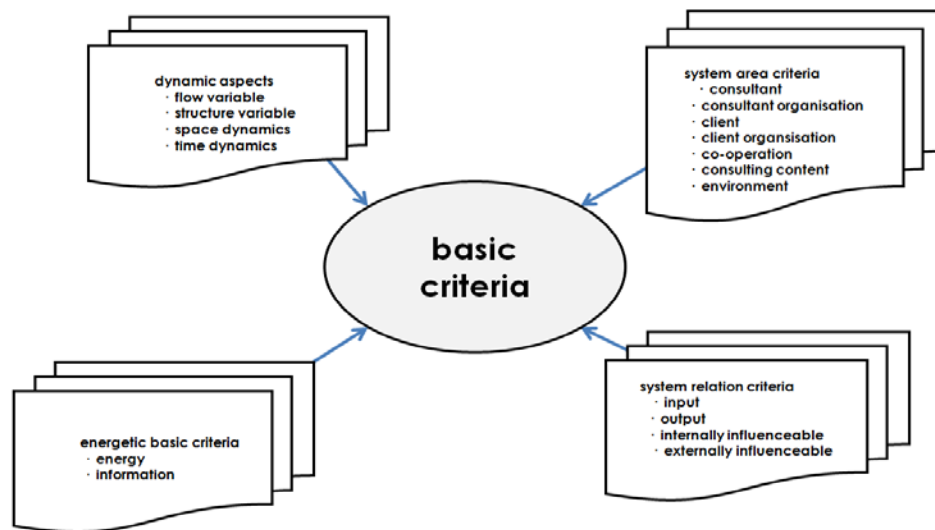 dynamic aspects
· flow variable
· structure variable
· space dynamics
· time dynamics
system area criteria
· consultant
· consultant organisation
· client
· client organsisation
· co-operation
· consulting content
· environment
basic
criteria
energetic basic criteria
· energy
· information
system relation criteria
· input
· output
· internally influenceable
· externally influenceable